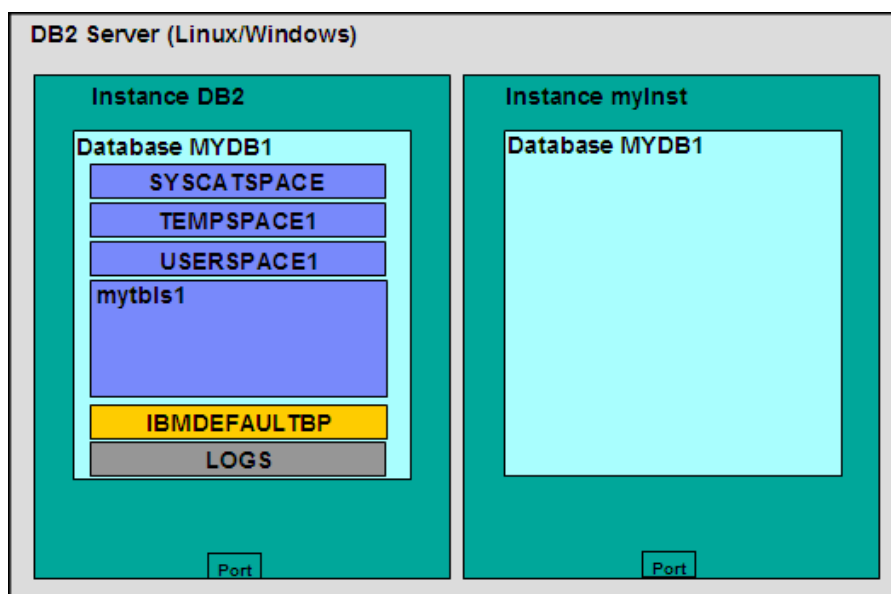 DB2 Server (Linux/Windows)
Instance DB2
Database MYDB1
SYSCATSPACE
TEMPSPACE1
USERSPACE1
mytbls1
IBMDEFAULTBP
LOGS
Port
Instance myInst
Database MYDB1
Port